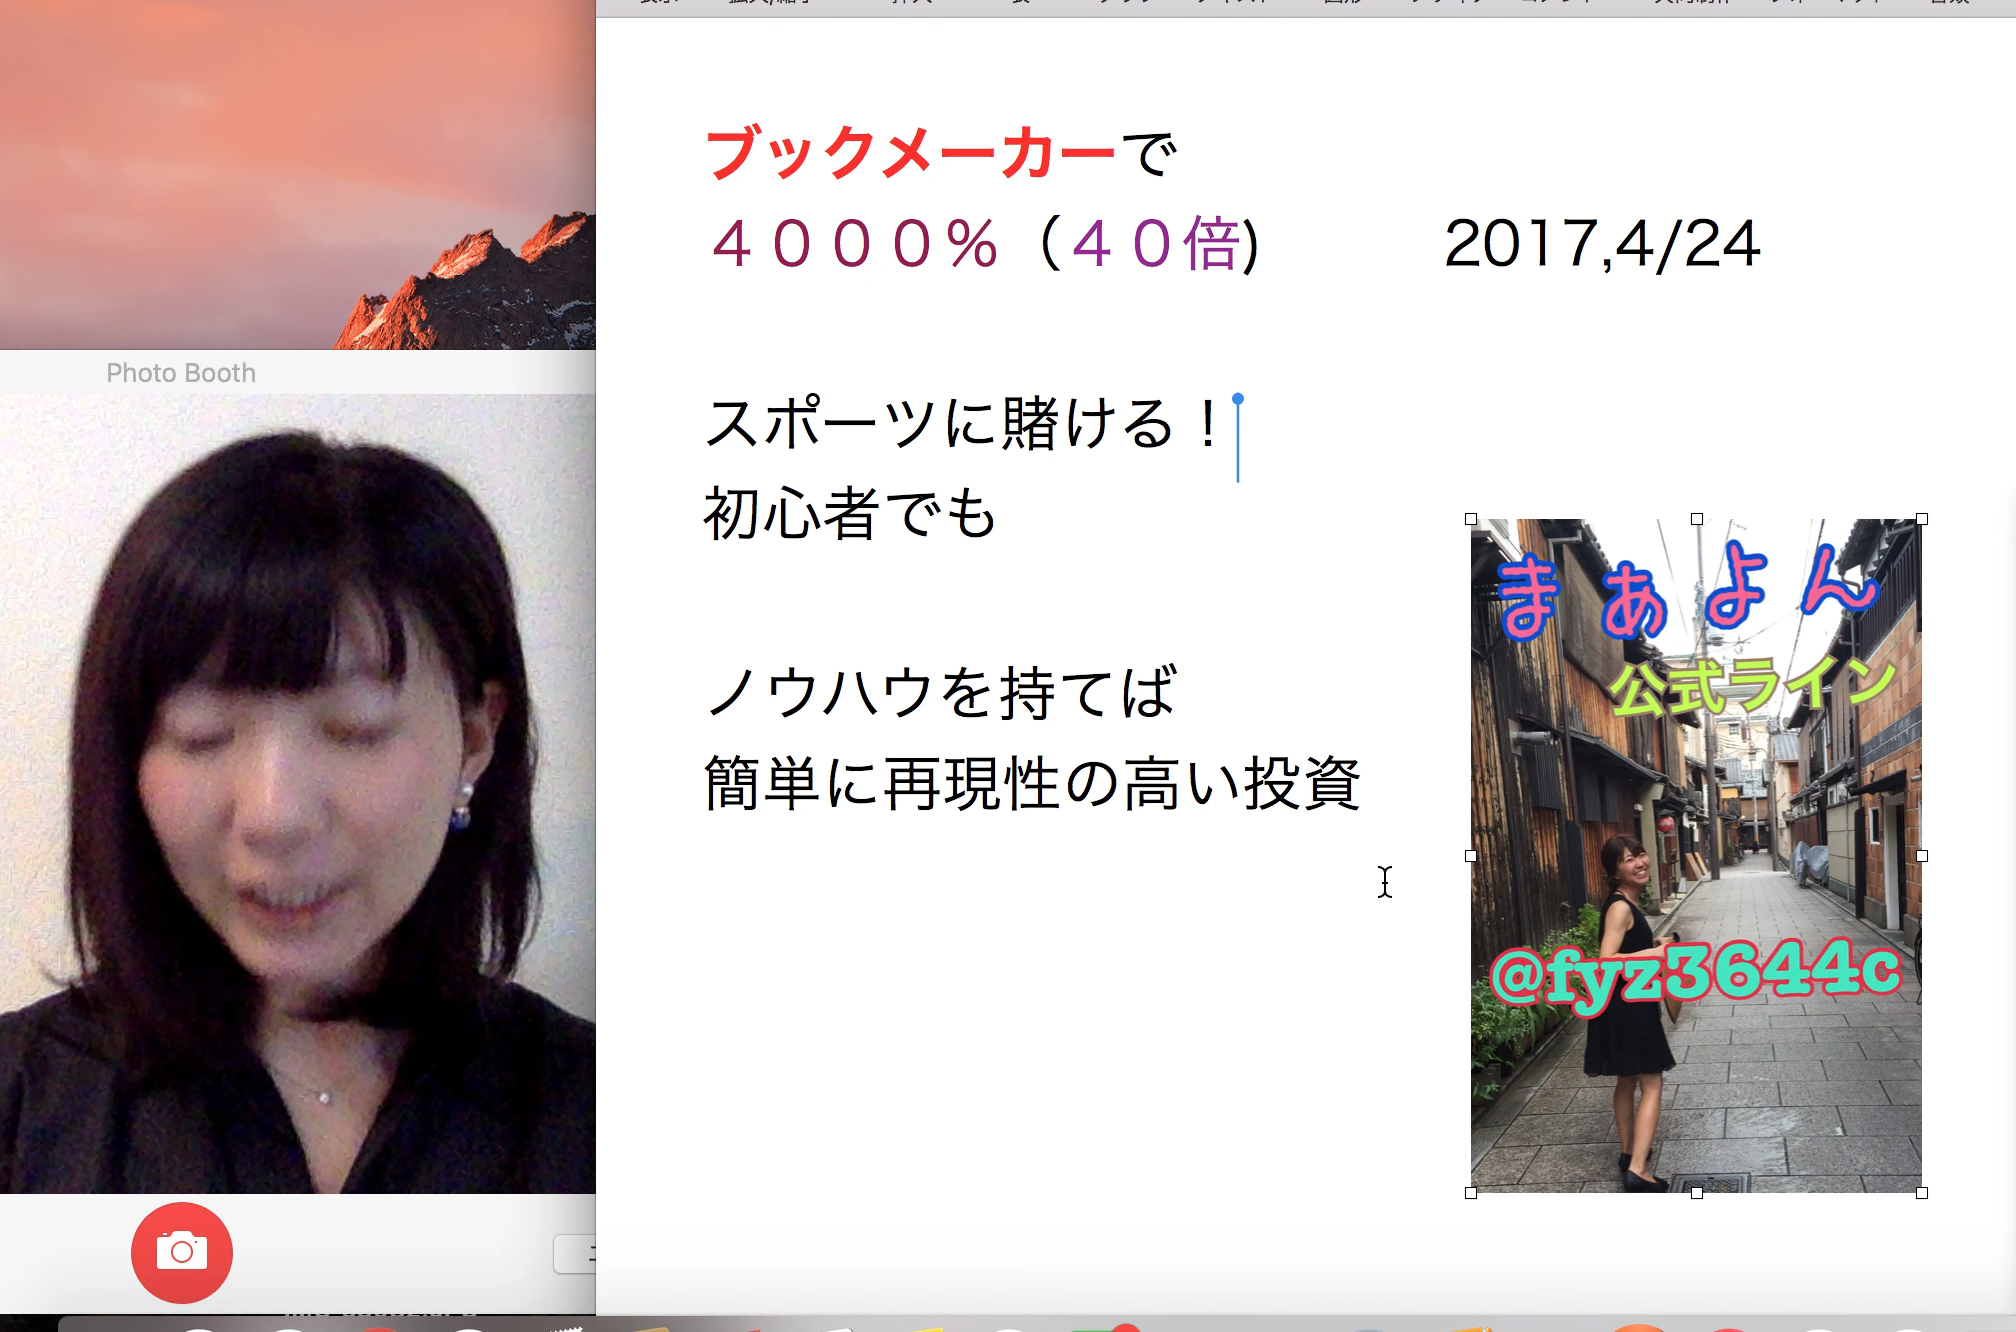 Photo Booth
ブックメーカーで
４０００％（４０倍)
2017,4/24
スポーツに賭ける！
初心者でも
ノウハウを持てば
簡単に再現性の高い投資
まぁよん
公式ライン
@fyz3644c